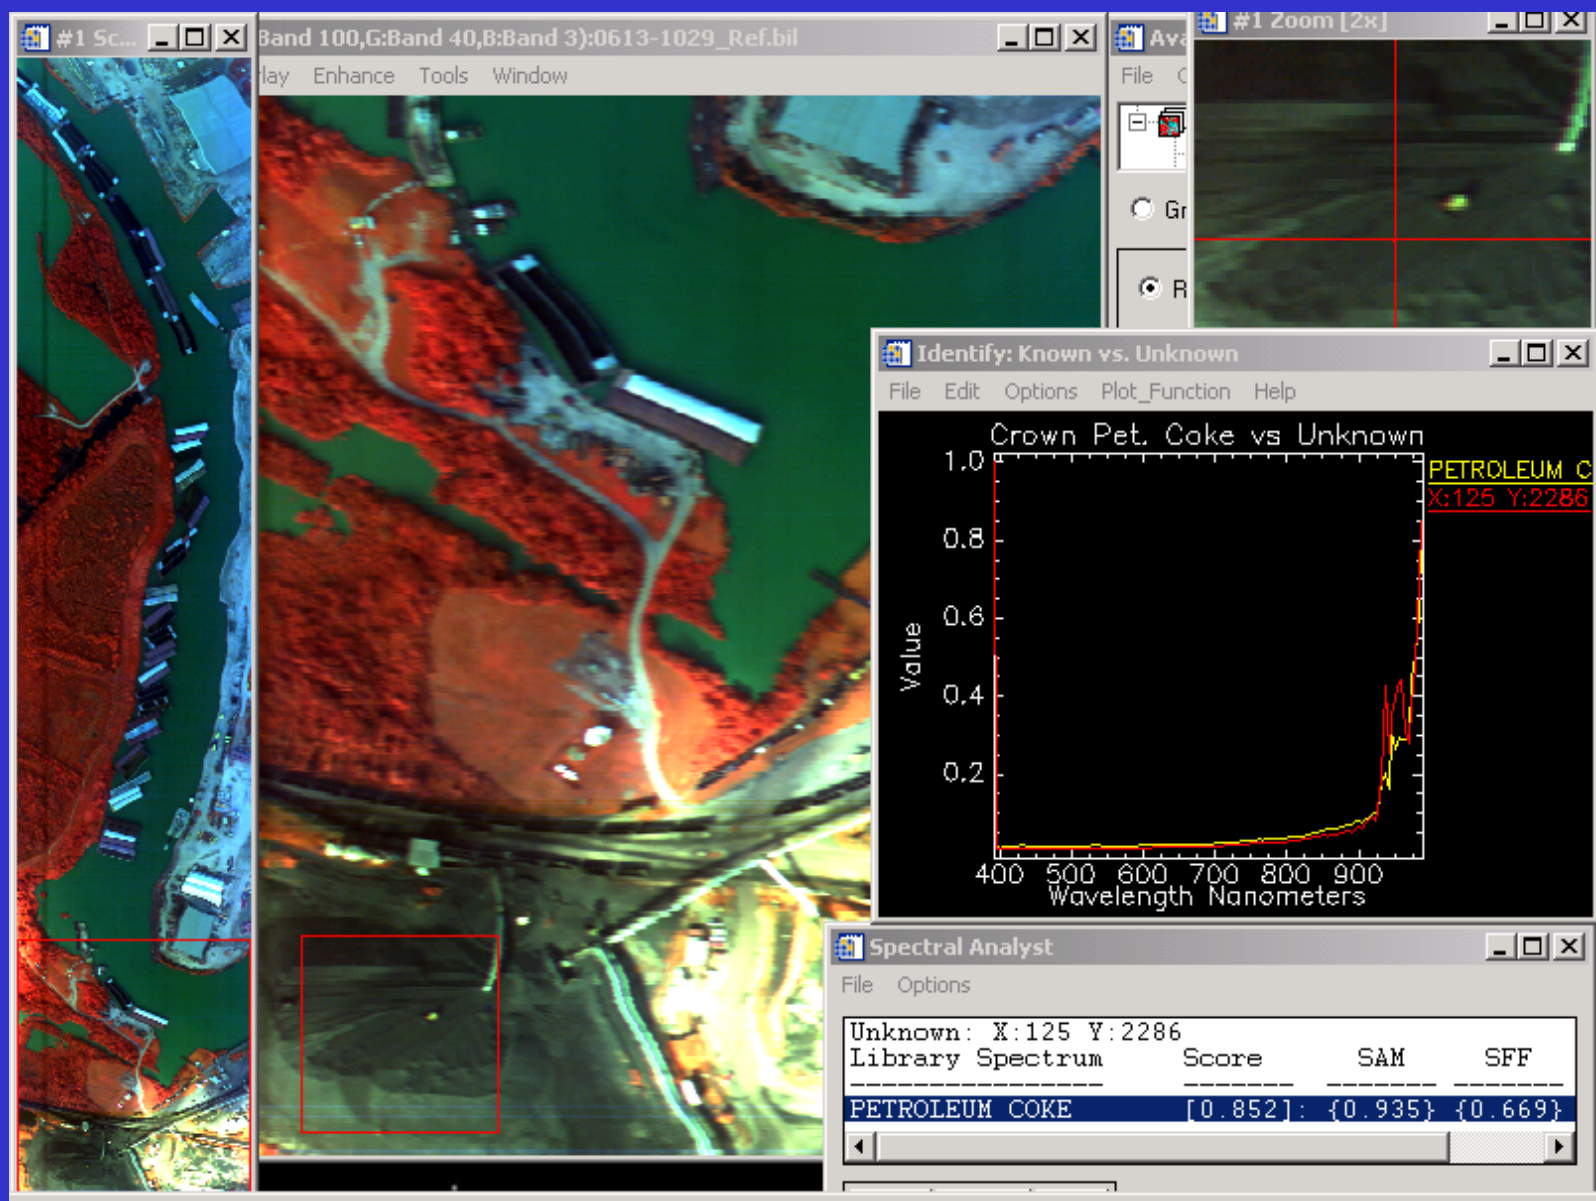 #1 Sc...
Band 100,G:Band 40,B:Band 3):0613-1029_Ref.bil
lay Enhance Tools Window
Ava
File
Gr
R
#1 Zoom [2x]
Identify: Known vs. Unknown
File Edit Options Plot_Function Help
Crown Pet. Coke vs Unknown
1.0
0.8
0.6
0.4
0.2
Value
400 500 600 700 800 900
Wavelength Nanometers
PETROLEUM C
X:125 Y:2286
Spectral Analyst
File Options
Unknown: X:125 Y:2286
Library Spectrum Score SAM SFF
PETROLEUM COKE [0.852]: {0.935} {0.669}